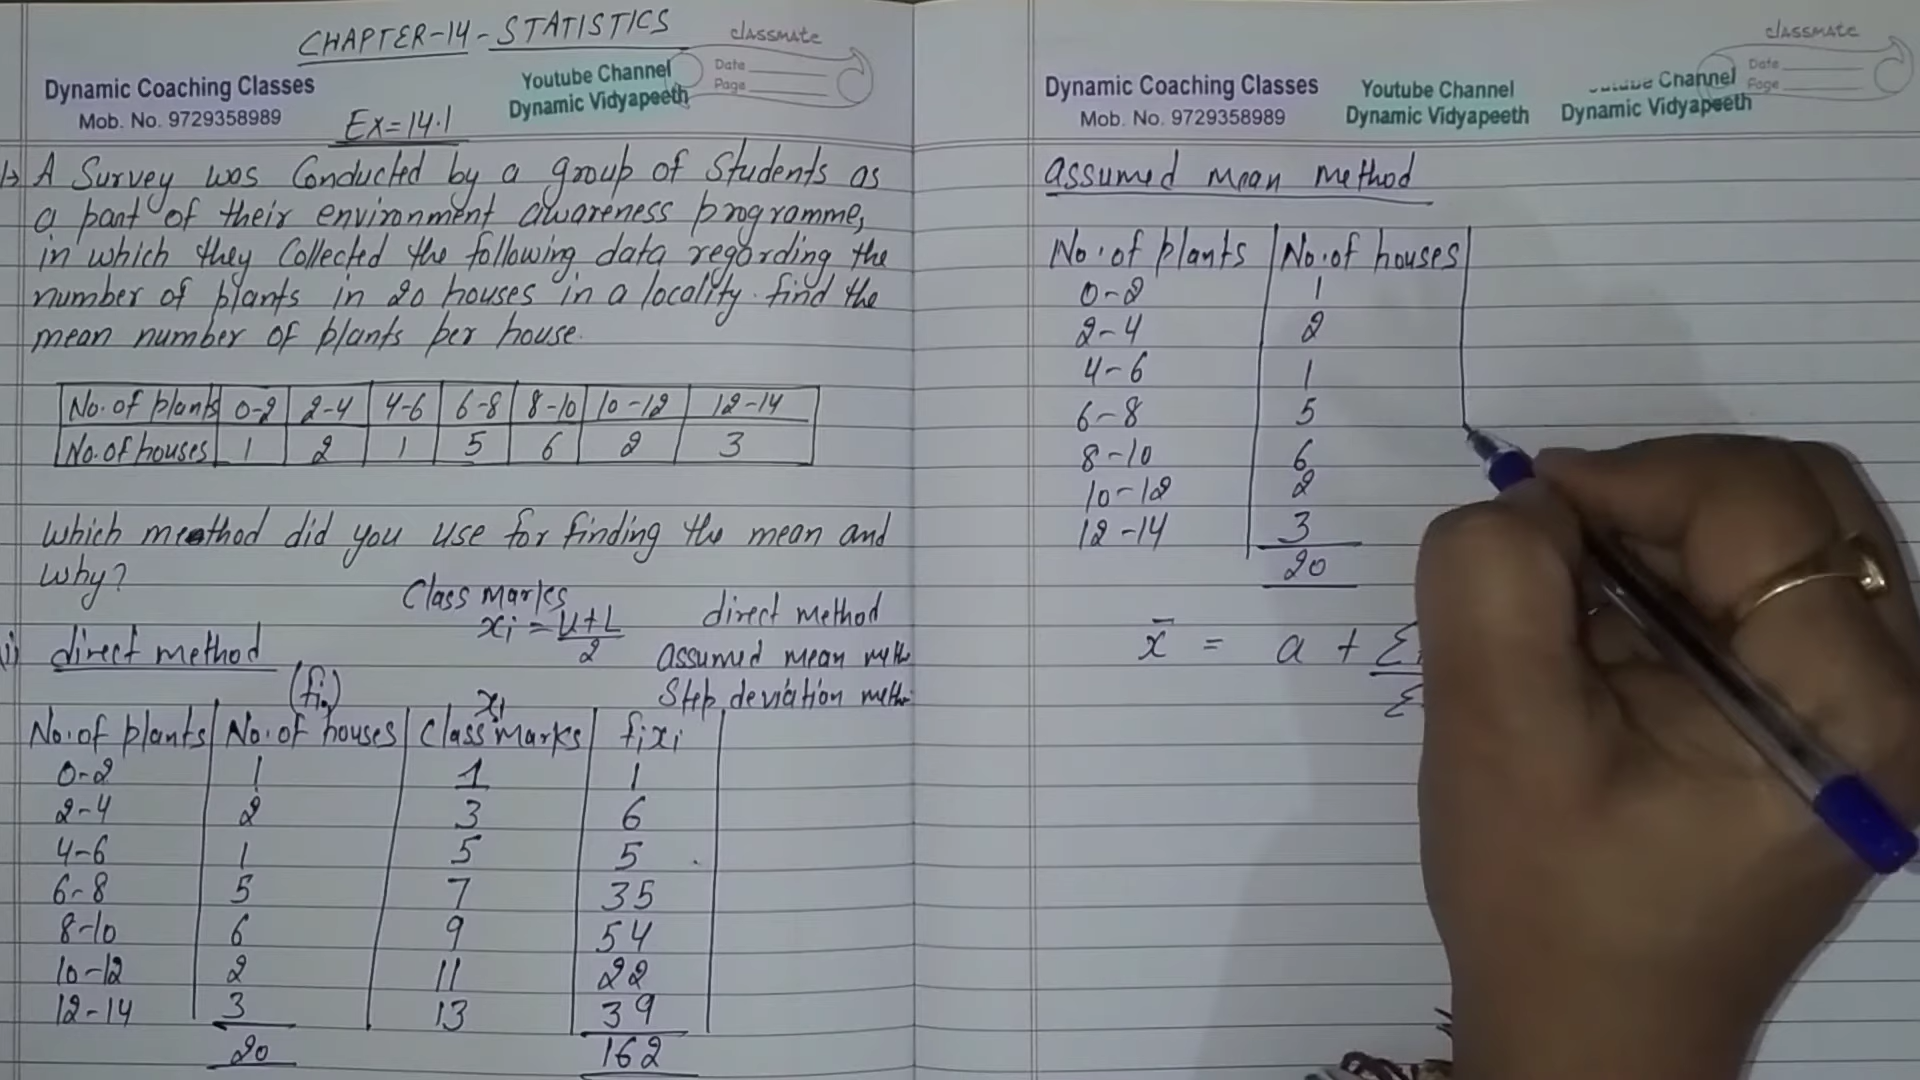 CHAPTER-14-STATISTICS
classmate
Date
Page
Dynamic Coaching Classes
Mob. No. 9729358989
Youtube Channel
Dynamic Vidyapeeth
Ex=14.1
1→ A Survey was Conducted by a group of Students as
a part of their environment awareness programme,
in which they Collected the following data regarding the
number of plants in 20 houses in a locality. find the
mean number of plants per house.
No. of plants 0-2 2-4 4-6 6-8 8-10 10-12 12-14
No. of houses 1 2 1 5 6 2 3
Which method did you use for finding the mean and
why?
Class Marks
xi = U+L
2
direct method
Assumed mean
Step deviation
i) direct method
(fi)
xi
No. of plants No. of houses Class Marks fixi
0-2 1 1 1
2-4 2 3 6
4-6 1 5 5
6-8 5 7 35
8-10 6 9 54
10-12 2 11 22
12-14 3 13 39
20 162
classmate
Date
Page
Dynamic Coaching Classes
Mob. No. 9729358989
Youtube Channel
Dynamic Vidyapeeth
Channel
Dynamic Vidyapeeth
assumed mean method
No. of plants No. of houses
0-2 1
2-4 2
4-6 1
6-8 5
8-10 6
10-12 2
12-14 3
20
x̄ = a + Σ
Σ